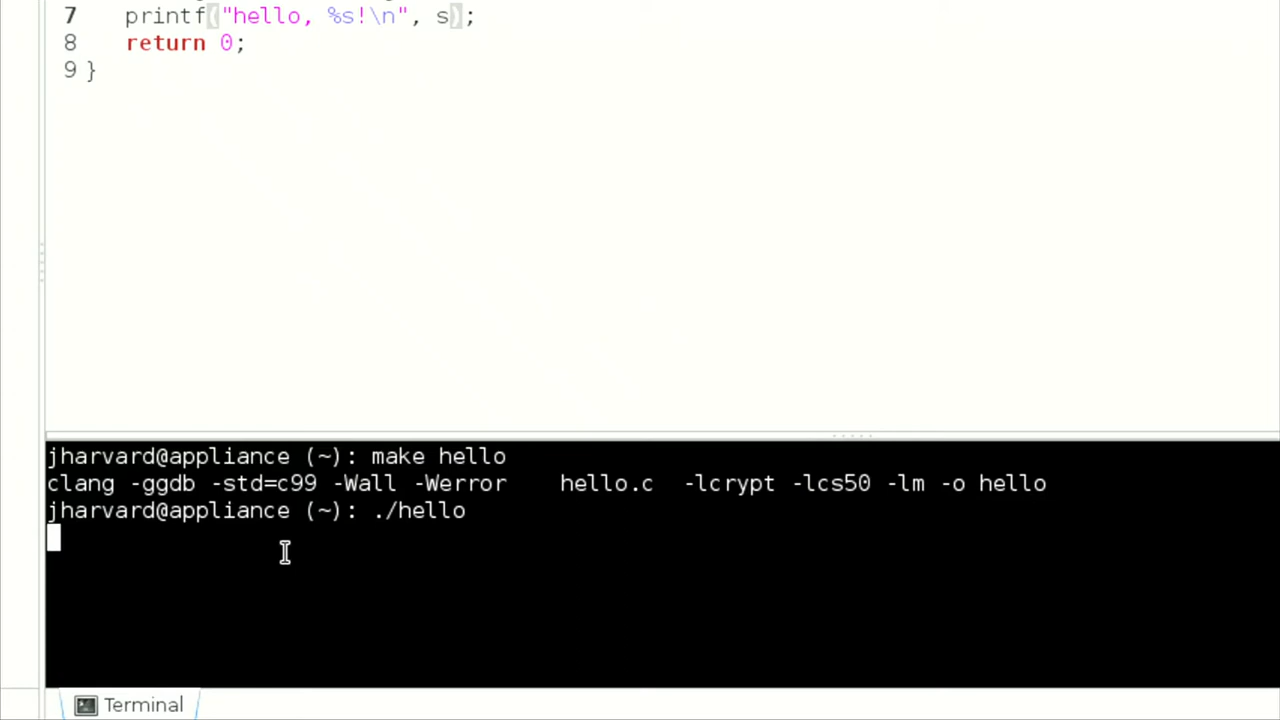 7 printf("hello, %s!\n", s);
8 return 0;
9 }
jharvard@appliance (~): make hello
clang -ggdb -std=c99 -Wall -Werror hello.c -lcrypt -lcs50 -lm -o hello
jharvard@appliance (~): ./hello
Terminal